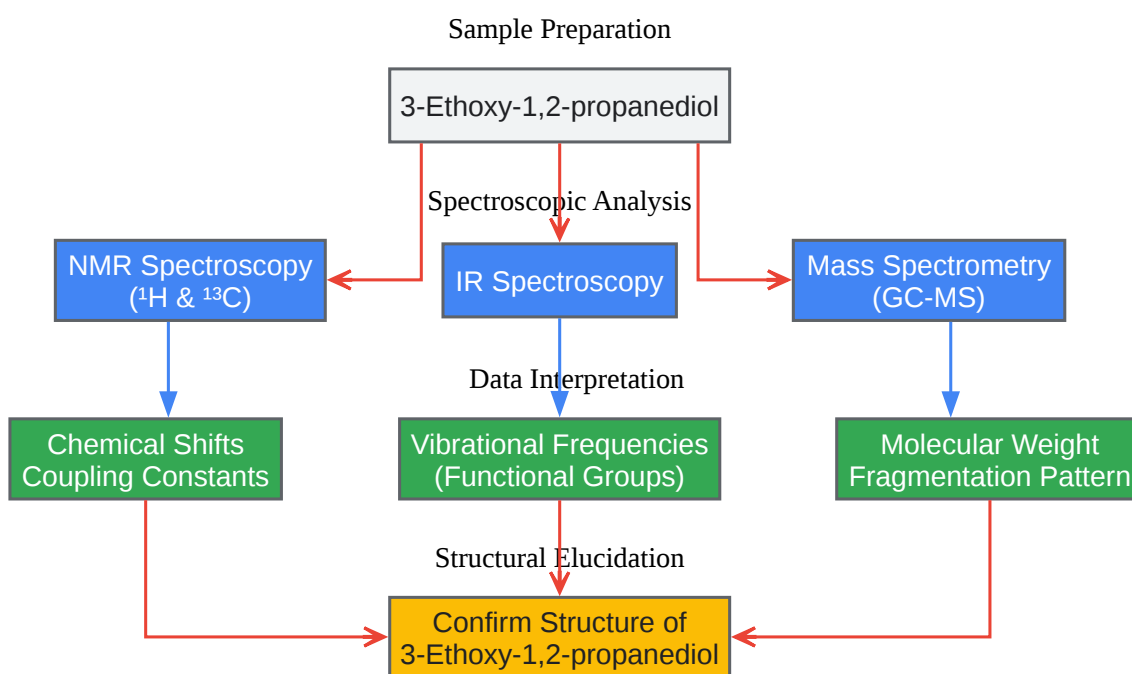 Sample Preparation
3-Ethoxy-1,2-propanediol
Spectroscopic Analysis
NMR Spectroscopy
(¹H & ¹³C)
IR Spectroscopy
Mass Spectrometry
(GC-MS)
Data Interpretation
Chemical Shifts
Coupling Constants
Vibrational Frequencies
(Functional Groups)
Molecular Weight
Fragmentation Pattern
Structural Elucidation
Confirm Structure of
3-Ethoxy-1,2-propanediol